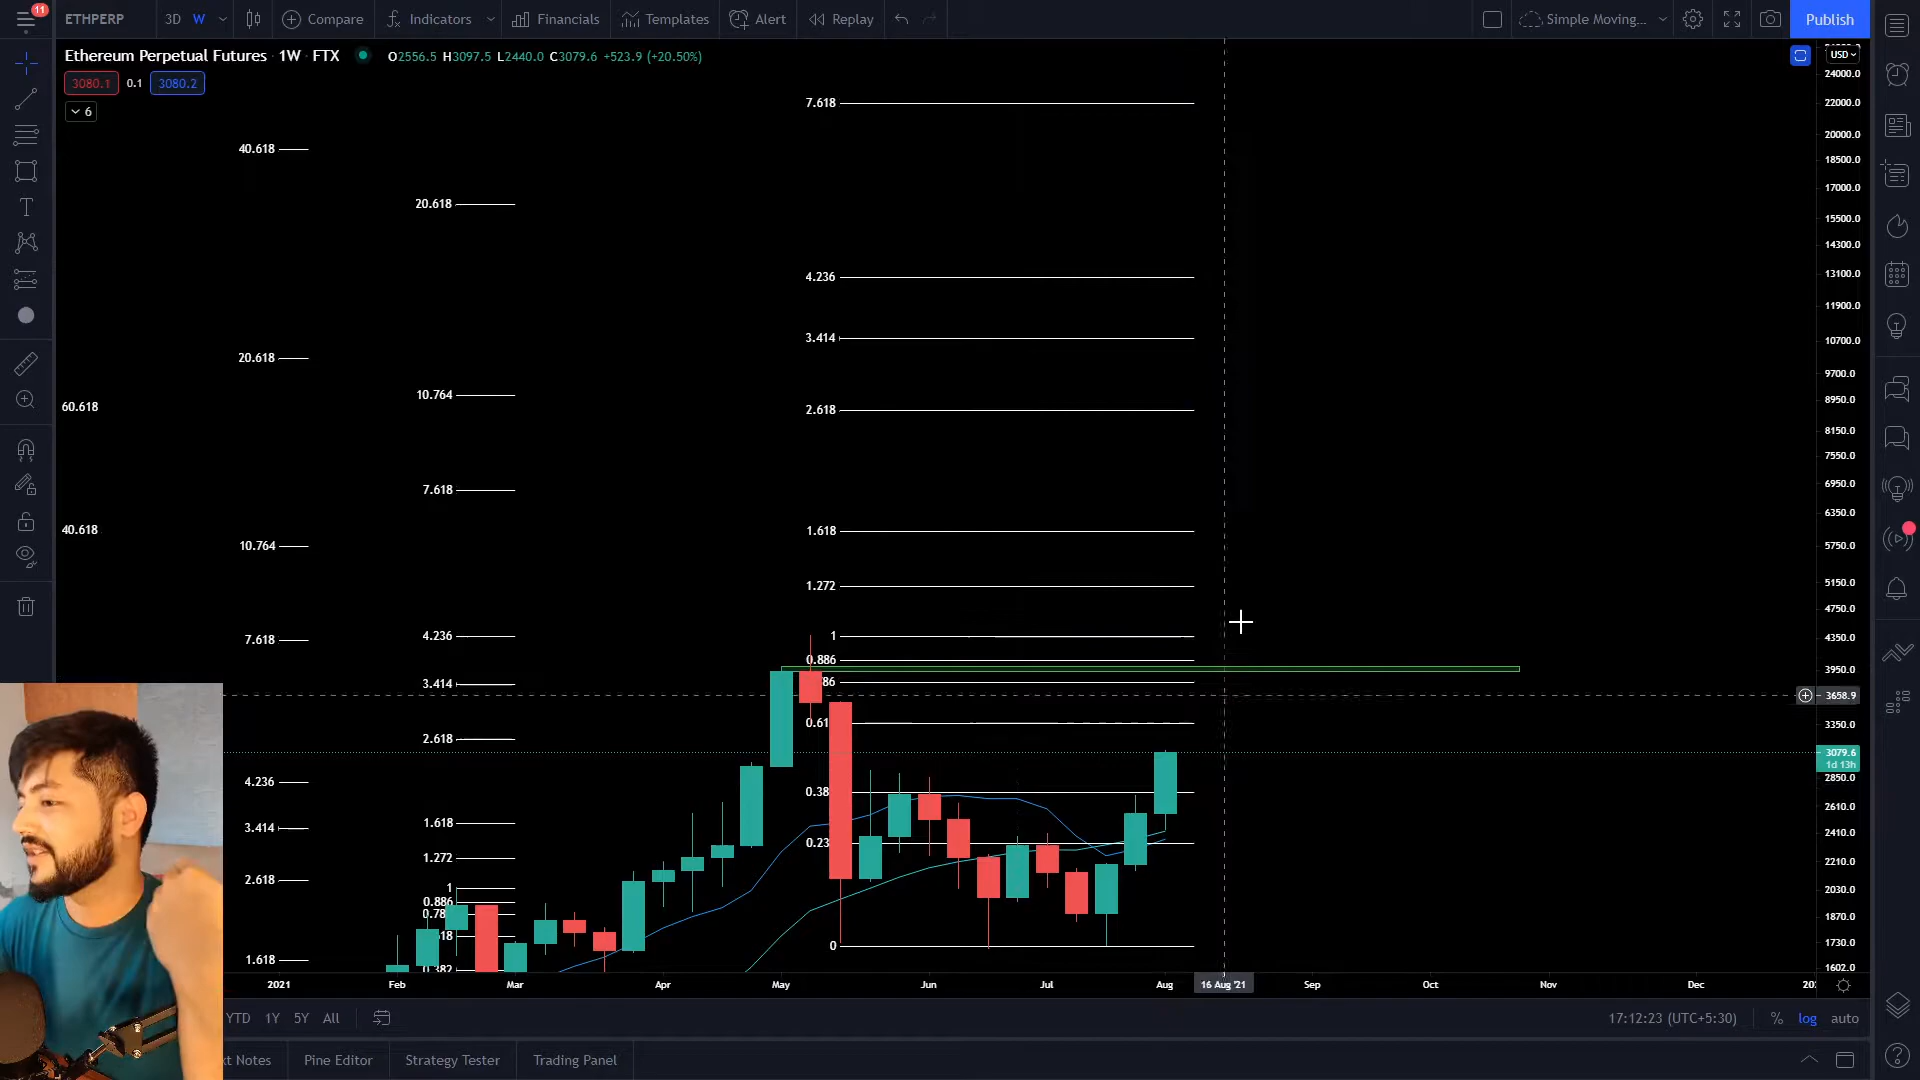 11
ETHPERP
3D W
Compare
Indicators
Financials
Templates
Alert
Replay
Simple Moving...
Publish
Ethereum Perpetual Futures · 1W · FTX
O2556.5 H3097.5 L2440.0 C3079.6 +523.9 (+20.50%)
USD
3080.1 0.1 3080.2
6
24000.0
22000.0
20000.0
18500.0
17000.0
15500.0
14300.0
13100.0
11900.0
10700.0
9700.0
8950.0
8150.0
7550.0
6950.0
6350.0
5750.0
5150.0
4750.0
4350.0
3950.0
3658.9
3350.0
3079.6
1d 13h
2850.0
2610.0
2410.0
2210.0
2030.0
1870.0
1730.0
1602.0
60.618
40.618
40.618
20.618
10.764
7.618
4.236
3.414
2.618
1.618
20.618
10.764
7.618
4.236
3.414
2.618
1.618
1.272
1
0.886
0.78
618
0.382
7.618
4.236
3.414
2.618
1.618
1.272
1
0.886
86
0.61
0.38
0.23
0
2021
Feb
Mar
Apr
May
Jun
Jul
Aug
16 Aug '21
Sep
Oct
Nov
Dec
YTD 1Y 5Y All
17:12:23 (UTC+5:30)
% log auto
xt Notes
Pine Editor
Strategy Tester
Trading Panel